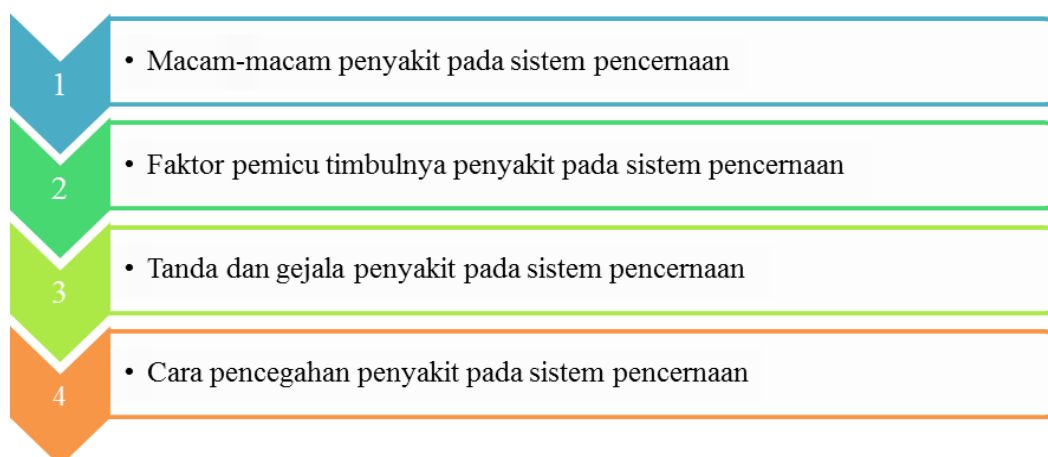 1
• Macam-macam penyakit pada sistem pencernaan
2
• Faktor pemicu timbulnya penyakit pada sistem pencernaan
3
• Tanda dan gejala penyakit pada sistem pencernaan
4
• Cara pencegahan penyakit pada sistem pencernaan